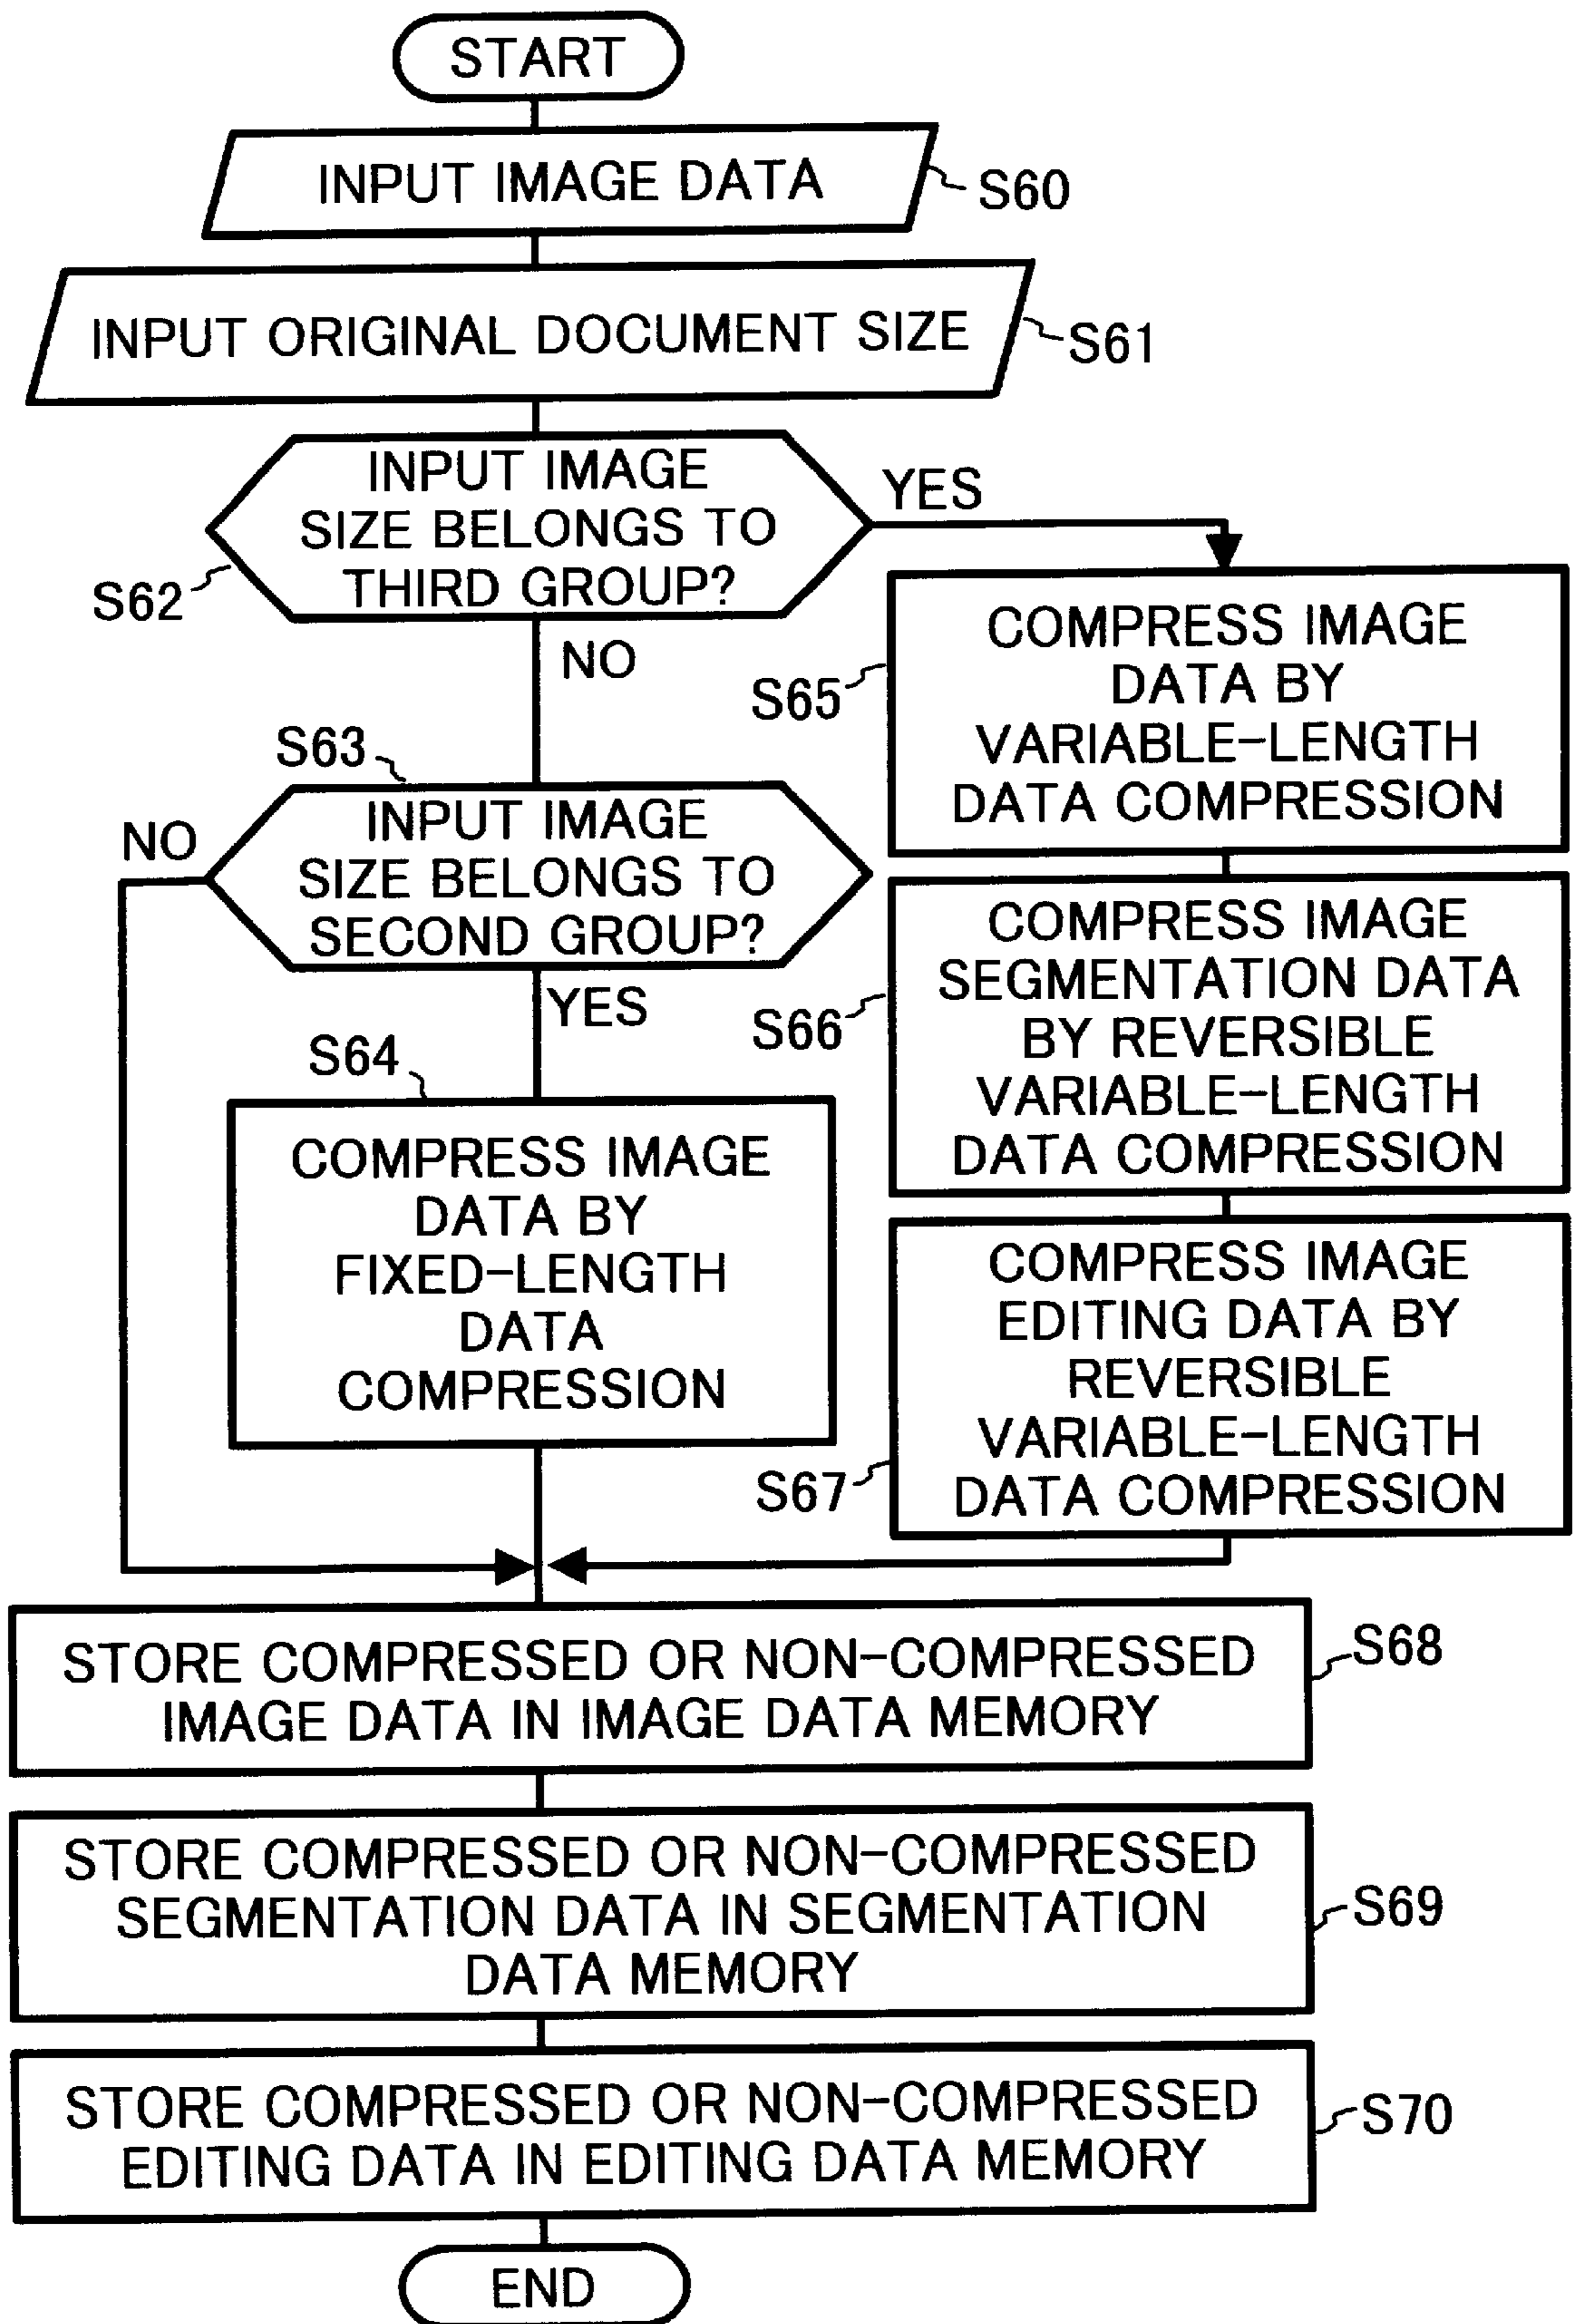 START
INPUT IMAGE DATA
S60
INPUT ORIGINAL DOCUMENT SIZE
S61
INPUT IMAGE
SIZE BELONGS TO
THIRD GROUP?
S62
YES
NO
COMPRESS IMAGE
DATA BY
VARIABLE-LENGTH
DATA COMPRESSION
S65
S63
INPUT IMAGE
SIZE BELONGS TO
SECOND GROUP?
NO
YES
COMPRESS IMAGE
SEGMENTATION DATA
BY REVERSIBLE
VARIABLE-LENGTH
DATA COMPRESSION
S66
S64
COMPRESS IMAGE
DATA BY
FIXED-LENGTH
DATA
COMPRESSION
COMPRESS IMAGE
EDITING DATA BY
REVERSIBLE
VARIABLE-LENGTH
DATA COMPRESSION
S67
STORE COMPRESSED OR NON-COMPRESSED
IMAGE DATA IN IMAGE DATA MEMORY
S68
STORE COMPRESSED OR NON-COMPRESSED
SEGMENTATION DATA IN SEGMENTATION
DATA MEMORY
S69
STORE COMPRESSED OR NON-COMPRESSED
EDITING DATA IN EDITING DATA MEMORY
S70
END